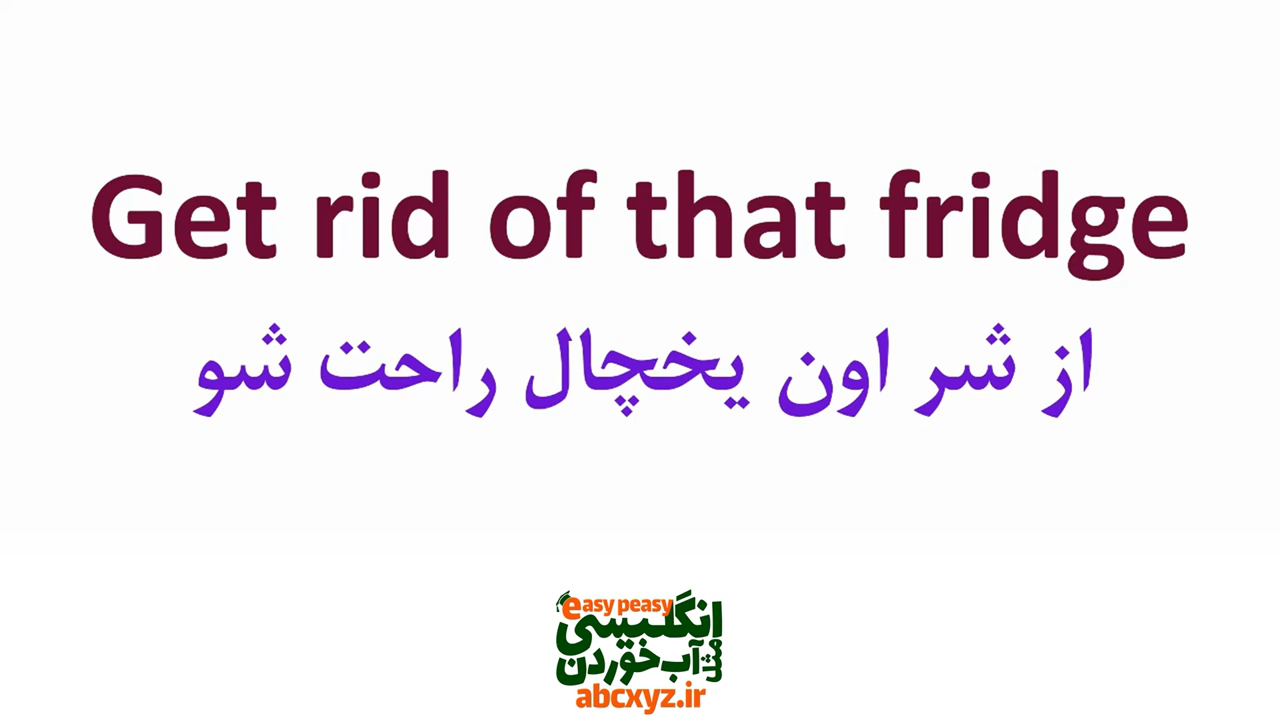 Get rid of that fridge
از شر اون یخچال راحت شو
easy peasy
انگلیسی
مثل آب خوردن
abcxyz.ir